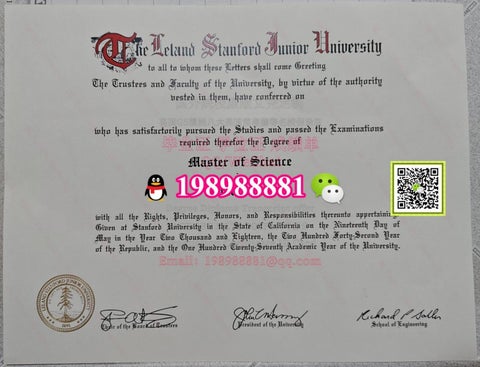 The Leland Stanford Junior University
to all to whom these Letters shall come Greeting
The Trustees and Faculty of the University, by virtue of the authority
vested in them, have conferred on
who has satisfactorily pursued the Studies and passed the Examinations
required therefor the Degree of
Master of Science
198988881
with all the Rights, Privileges, Honors, and Responsibilities thereunto appertaining
Given at Stanford University in the State of California on the Nineteenth Day of
May in the Year Two Thousand and Eighteen, the Two Hundred Forty-Second Year
of the Republic, and the One Hundred Twenty-Seventh Academic Year of the University.
Email: 198988881@qq.com
Chair of the Board of Trustees
President of the University
School of Engineering